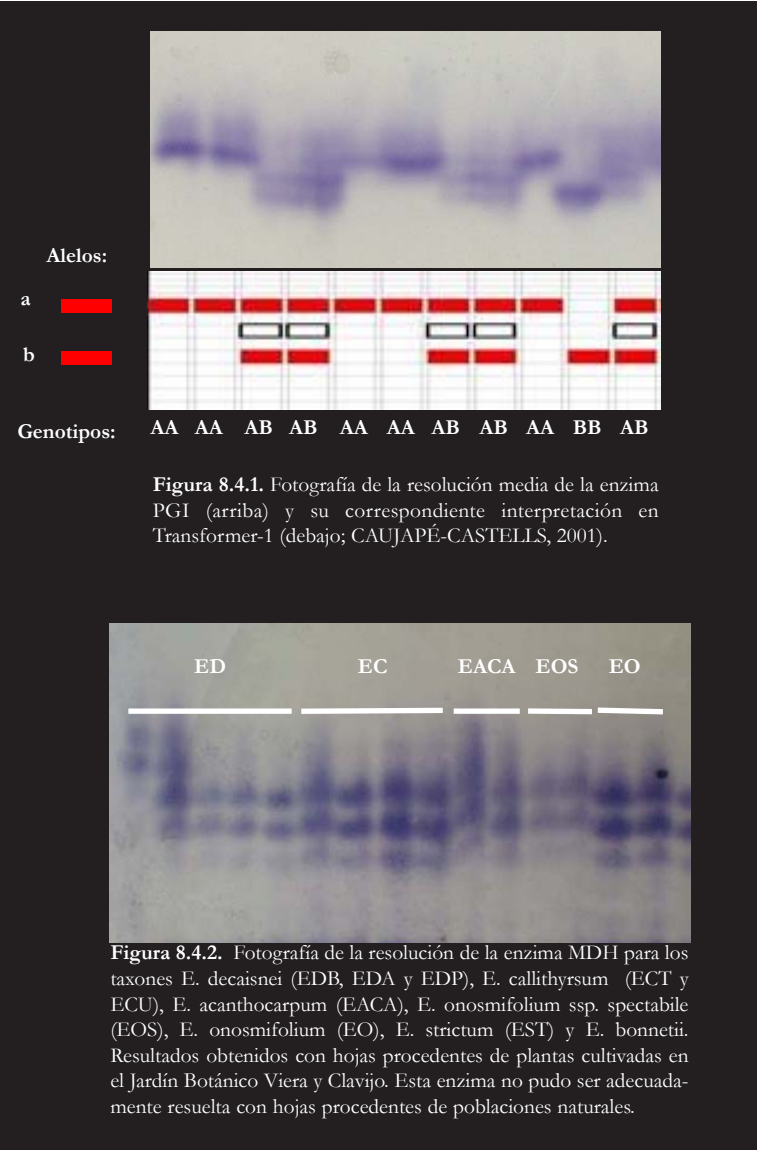 Alelos:
a
b
Genotipos: AA AA AB AB AA AA AB AB AA BB AB
Figura 8.4.1. Fotografía de la resolución media de la enzima
PGI (arriba) y su correspondiente interpretación en
Transformer-1 (debajo; CAUJAPÉ-CASTELLS, 2001).
ED EC EACA EOS EO
Figura 8.4.2. Fotografía de la resolución de la enzima MDH para los
taxones E. decaisnei (EDB, EDA y EDP), E. callithyrsum (ECT y
ECU), E. acanthocarpum (EACA), E. onosmifolium ssp. spectabile
(EOS), E. onosmifolium (EO), E. strictum (EST) y E. bonnetii.
Resultados obtenidos con hojas procedentes de plantas cultivadas en
el Jardín Botánico Viera y Clavijo. Esta enzima no pudo ser adecuada-
mente resuelta con hojas procedentes de poblaciones naturales.